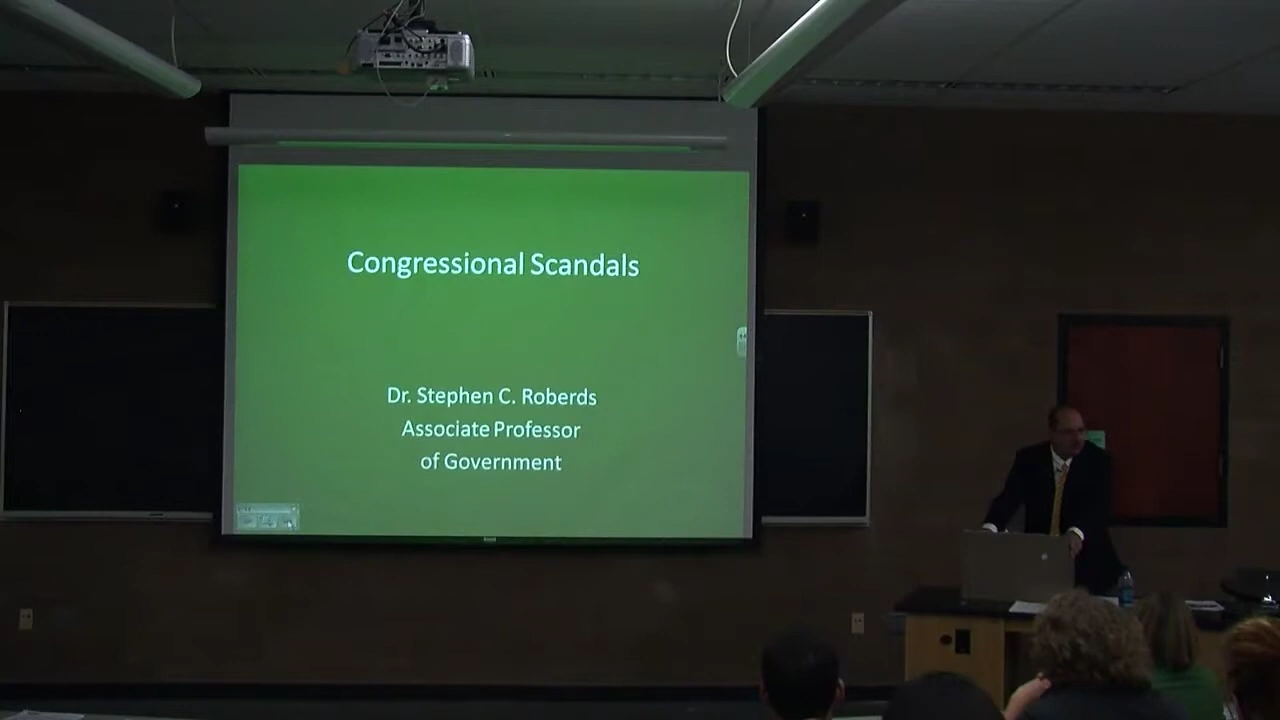 Congressional Scandals
Dr. Stephen C. Roberds
Associate Professor
of Government